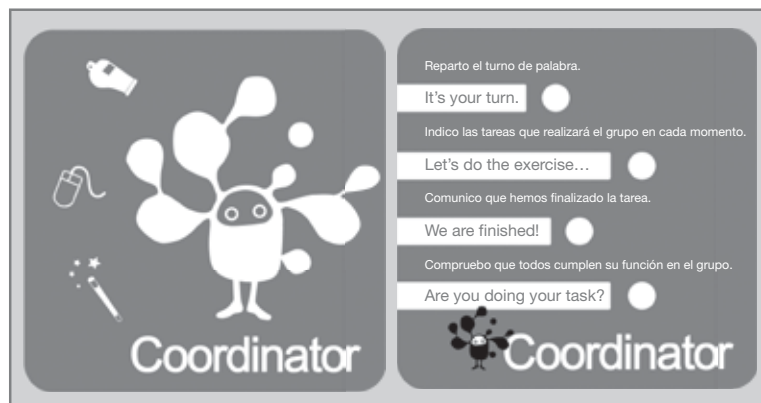 Coordinator
Reparto el turno de palabra.
It's your turn.
Indico las tareas que realizará el grupo en cada momento.
Let's do the exercise…
Comunico que hemos finalizado la tarea.
We are finished!
Compruebo que todos cumplen su función en el grupo.
Are you doing your task?
Coordinator